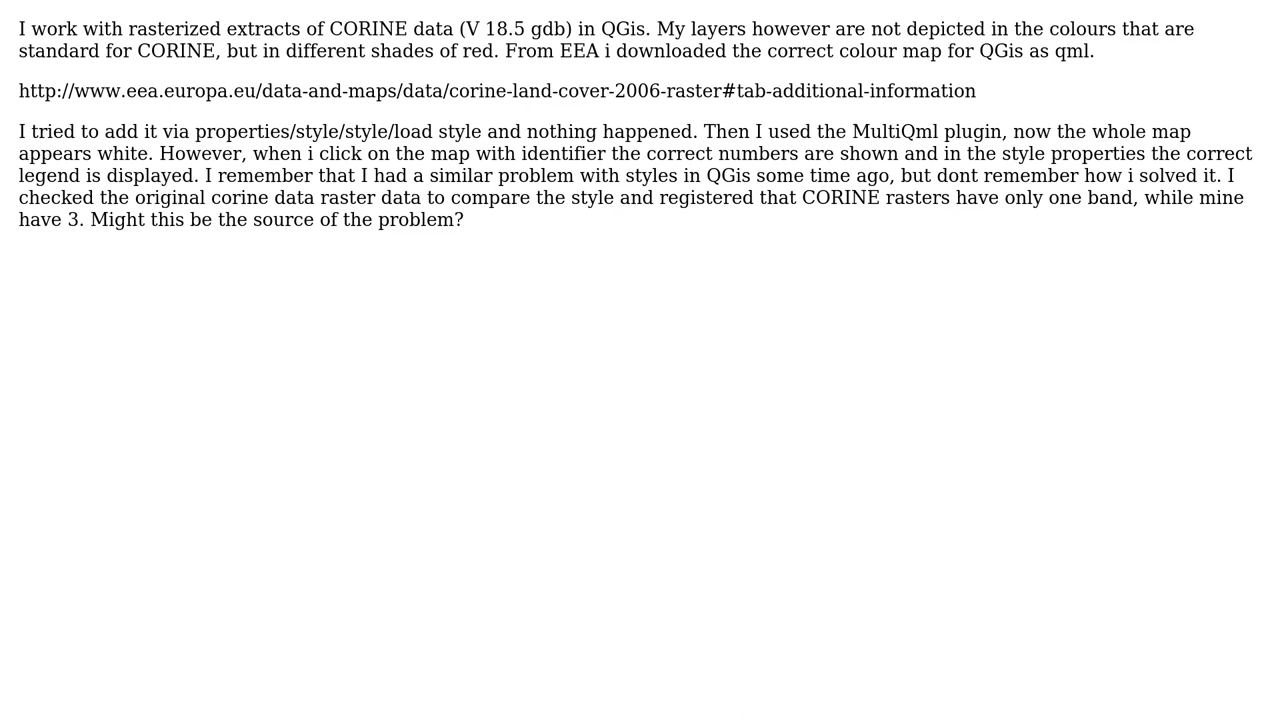 I work with rasterized extracts of CORINE data (V 18.5 gdb) in QGis. My layers however are not depicted in the colours that are
standard for CORINE, but in different shades of red. From EEA i downloaded the correct colour map for QGis as qml.
http://www.eea.europa.eu/data-and-maps/data/corine-land-cover-2006-raster#tab-additional-information
I tried to add it via properties/style/style/load style and nothing happened. Then I used the MultiQml plugin, now the whole map
appears white. However, when i click on the map with identifier the correct numbers are shown and in the style properties the correct
legend is displayed. I remember that I had a similar problem with styles in QGis some time ago, but dont remember how i solved it. I
checked the original corine data raster data to compare the style and registered that CORINE rasters have only one band, while mine
have 3. Might this be the source of the problem?